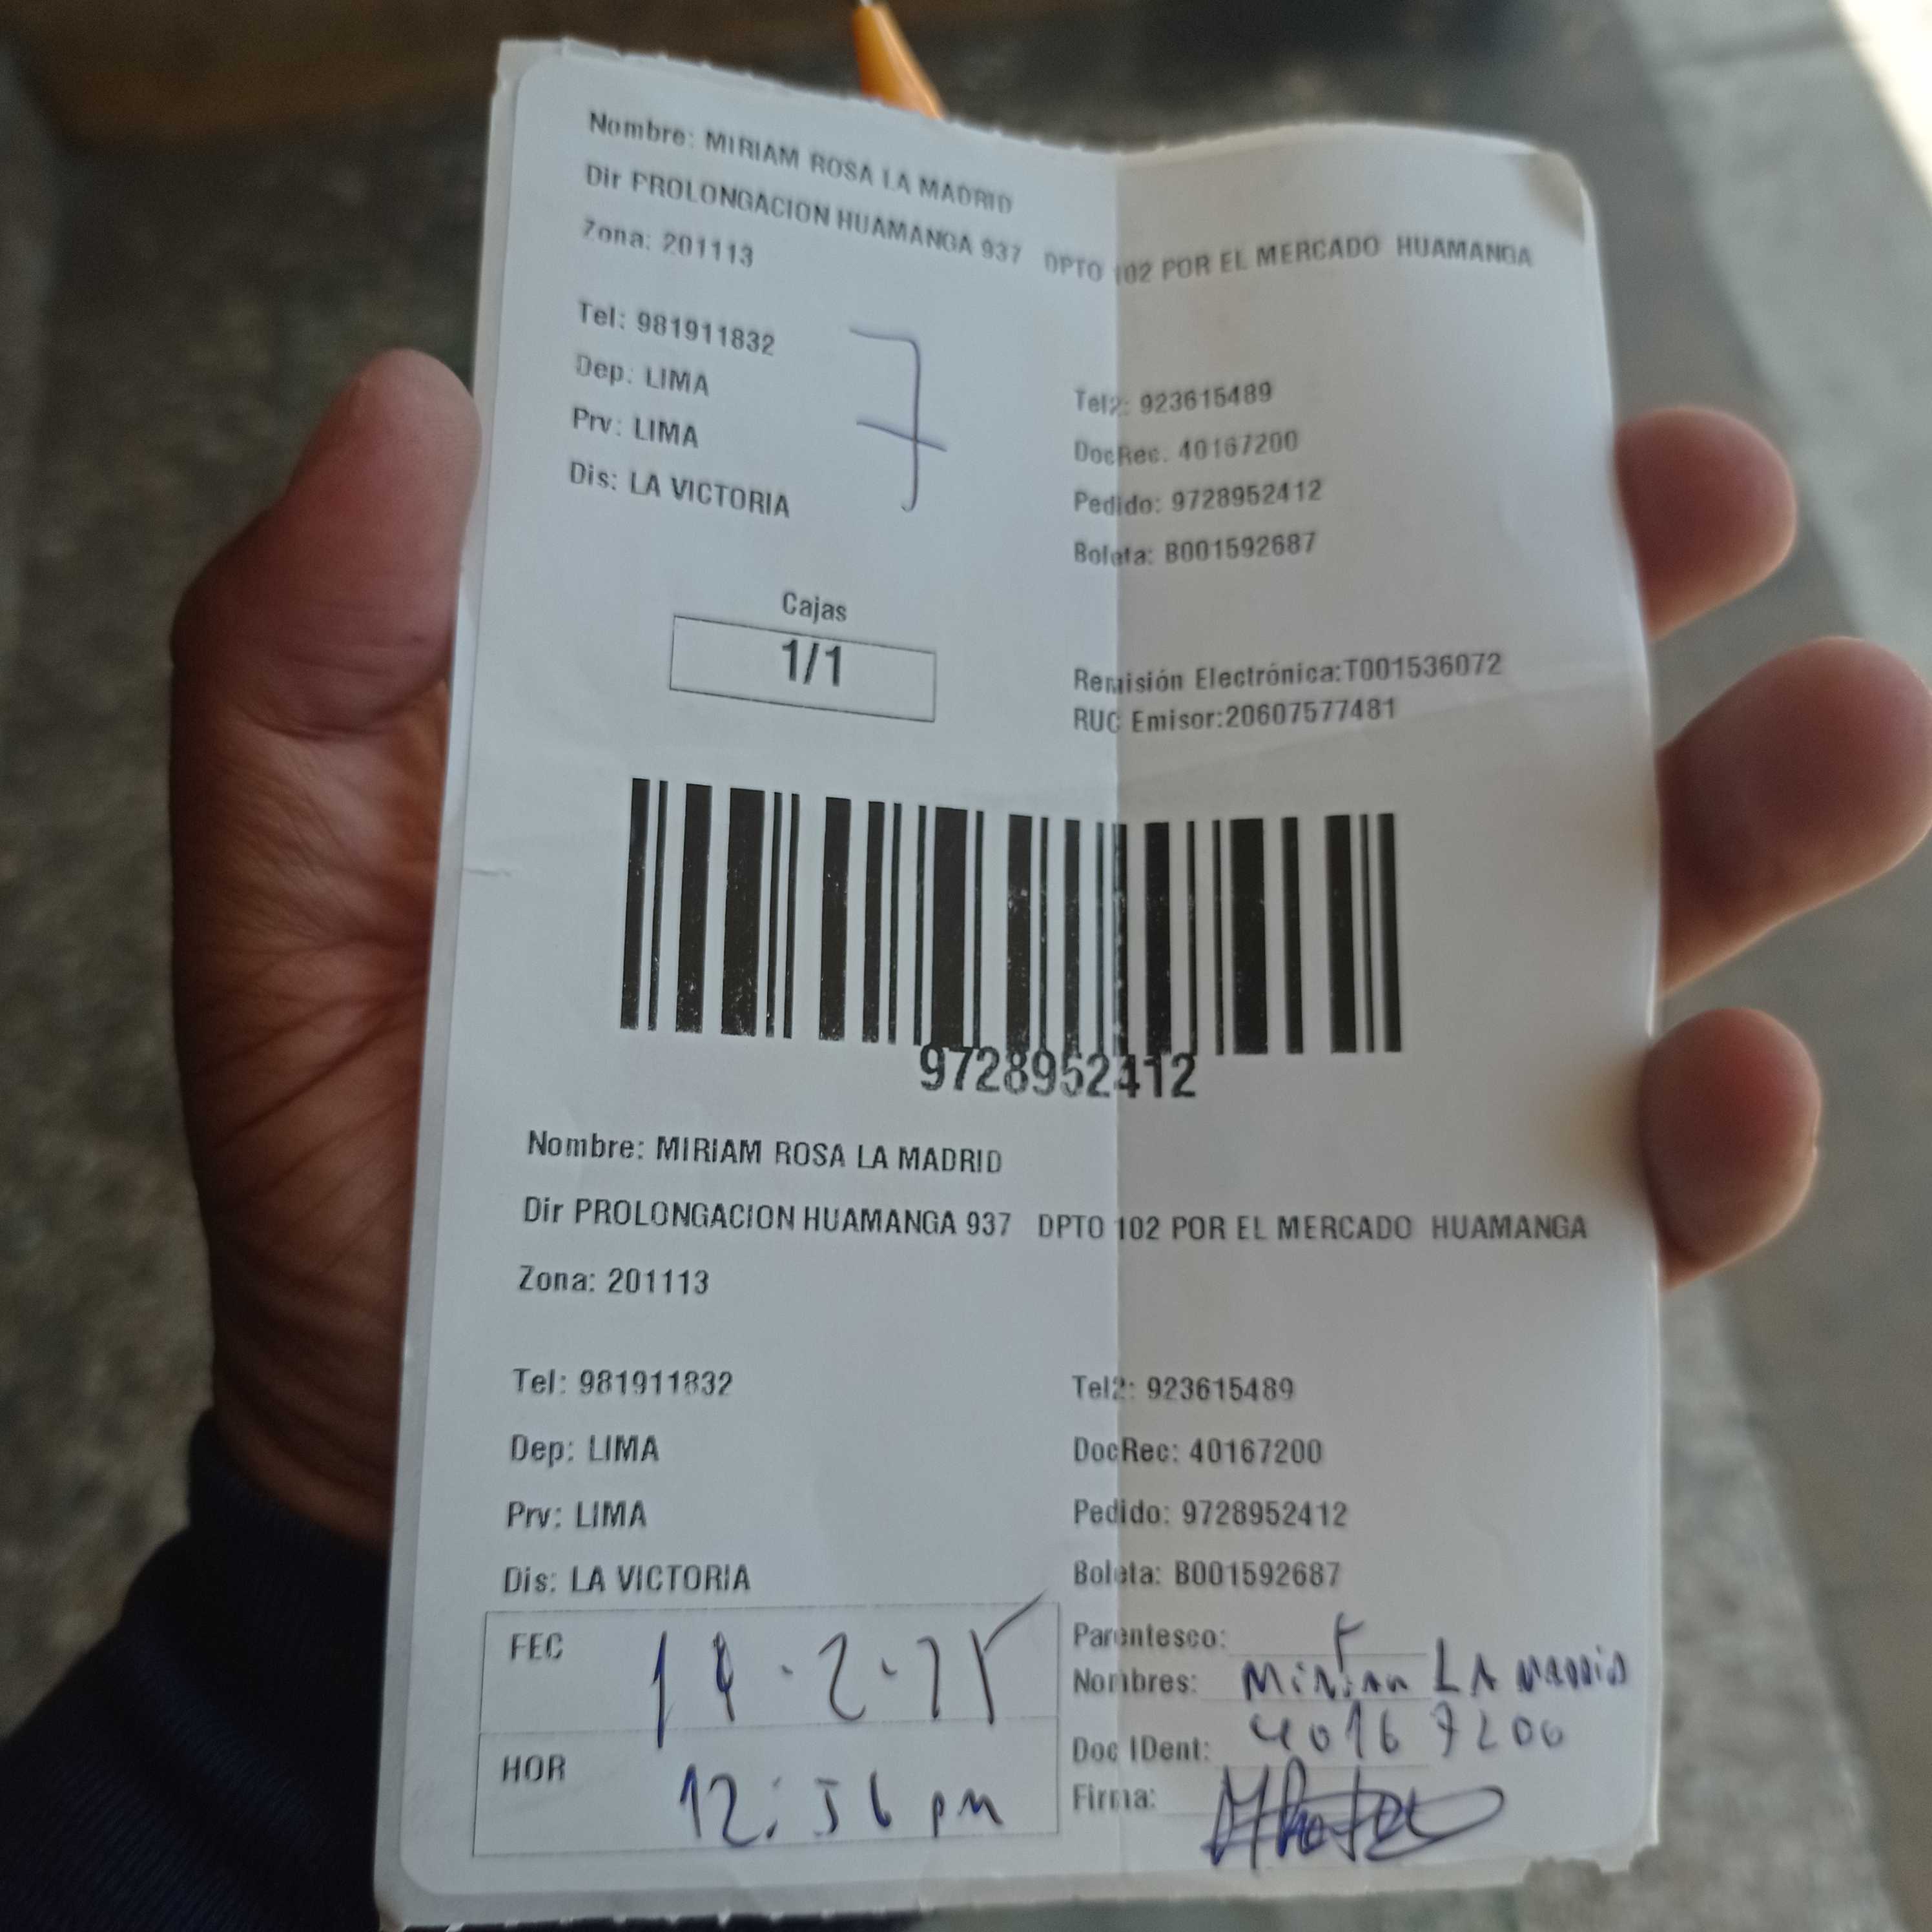 Nombre: MIRIAM ROSA LA MADRID
Dir PROLONGACION HUAMANGA 937 DPTO 102 POR EL MERCADO HUAMANGA
Zona: 201113
7
Tel: 981911832
Tel2: 923615489
Dep: LIMA
DocRec: 40167200
Prv: LIMA
Pedido: 9728952412
Dis: LA VICTORIA
Boleta: B001592687
Cajas
1/1
Remisión Electrónica:T001536072
RUC Emisor:20607577481
9728952412
Nombre: MIRIAM ROSA LA MADRID
Dir PROLONGACION HUAMANGA 937 DPTO 102 POR EL MERCADO HUAMANGA
Zona: 201113
Tel: 981911832
Tel2: 923615489
Dep: LIMA
DocRec: 40167200
Prv: LIMA
Pedido: 9728952412
Dis: LA VICTORIA
Boleta: B001592687
FEC
Parentesco:
Nombres: LA MADRID
Doc IDent: 40167200
HOR 12:56 pm
Firma: